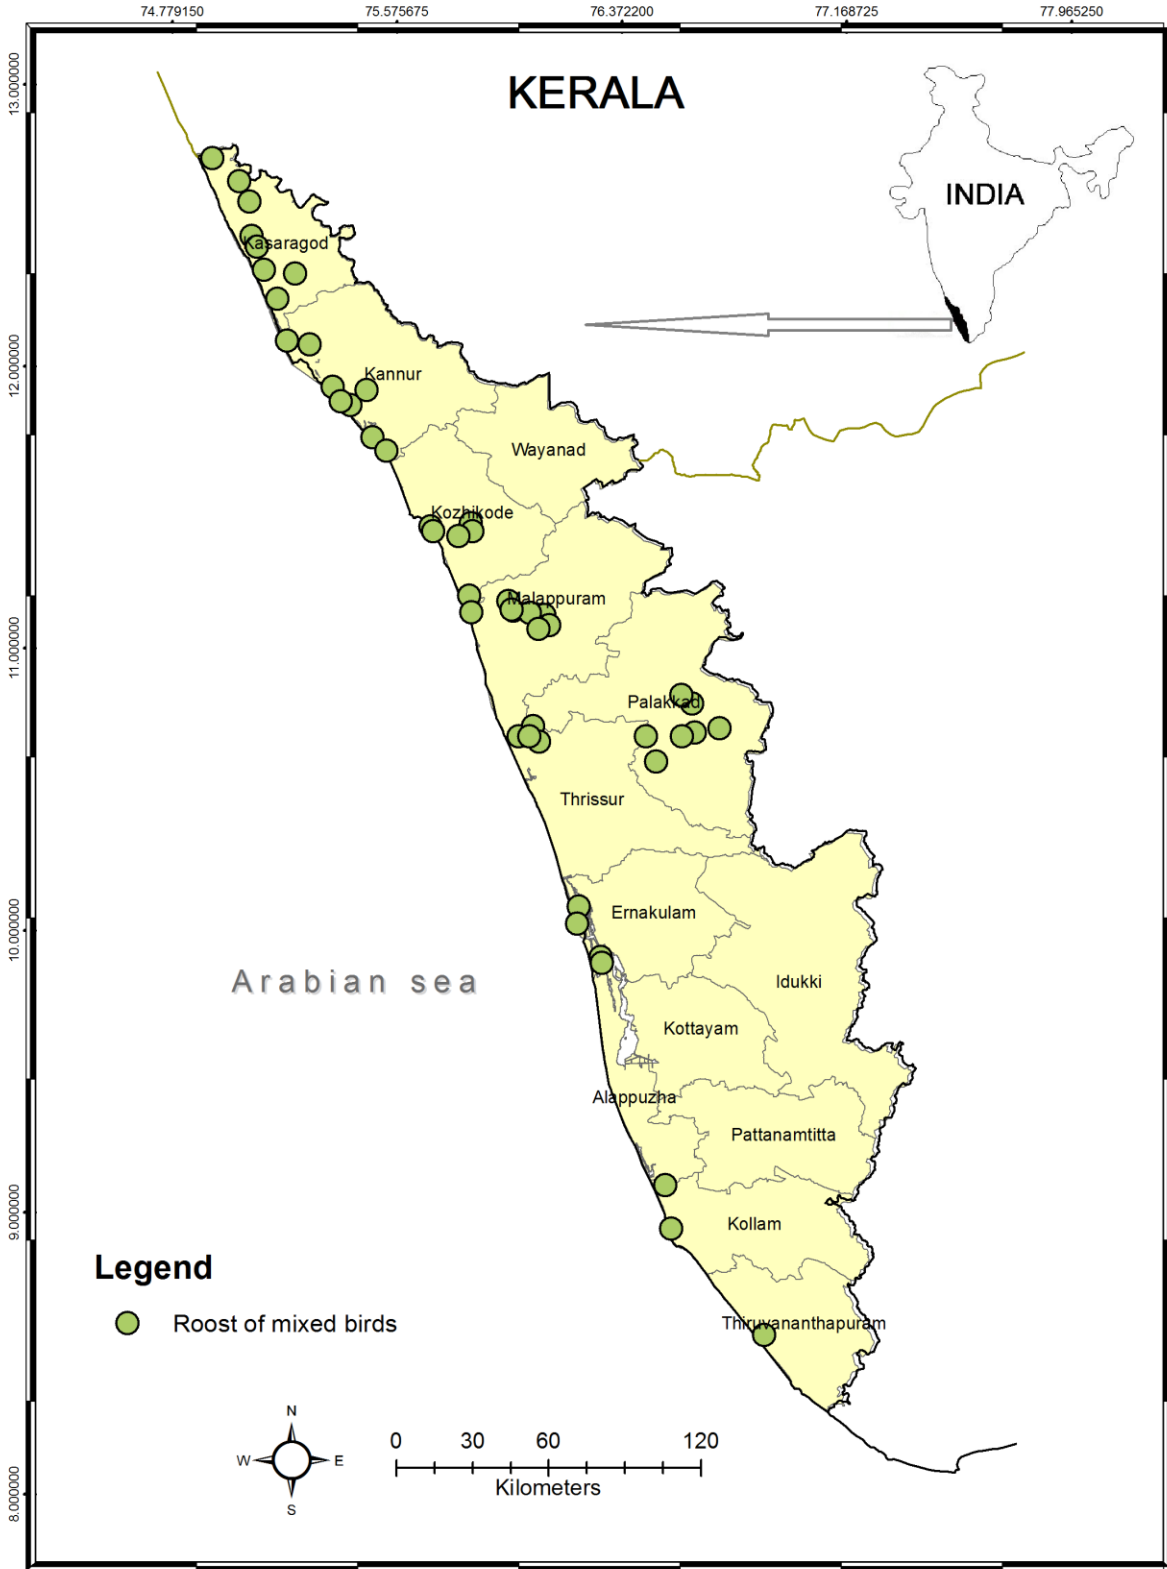 74.779150 75.575675 76.372200 77.168725 77.965250
13.000000
12.000000
11.000000
10.000000
9.000000
8.000000
KERALA
INDIA
Kasaragod
Kannur
Wayanad
Kozhikode
Malappuram
Palakkad
Thrissur
Ernakulam
Arabian sea
Idukki
Kottayam
Alappuzha
Pattanamtitta
Kollam
Thiruvananthapuram
Legend
Roost of mixed birds
N
W E
S
0 30 60 120
Kilometers